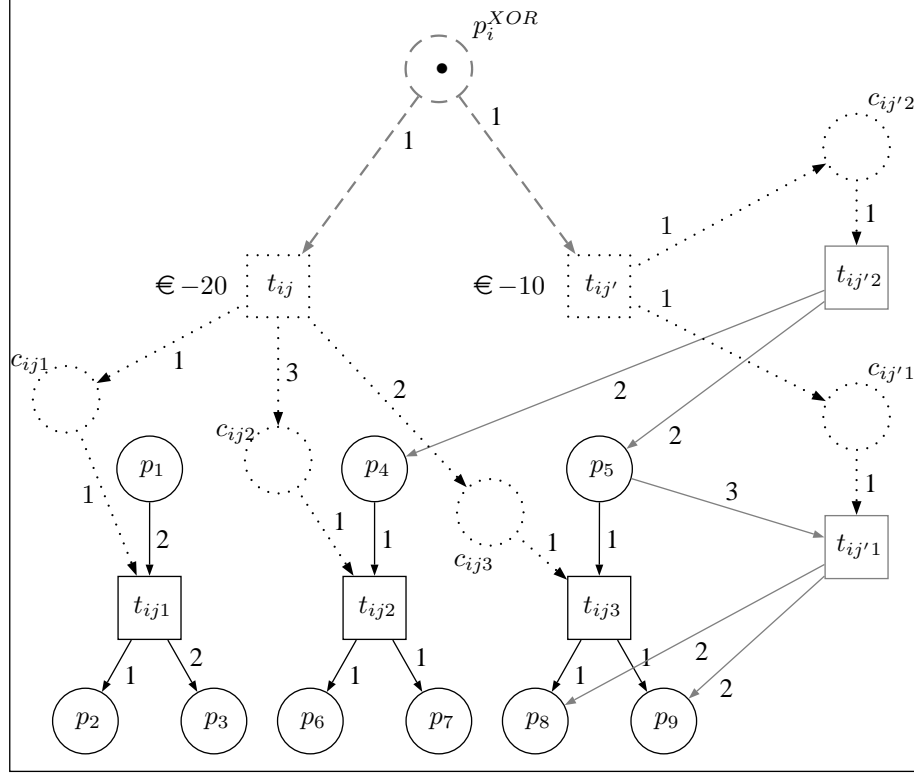 p_i^{XOR}
c_{ij'2}
1
1
1
1
€ −20
t_{ij}
€ −10
t_{ij'}
t_{ij'2}
1
c_{ij1}
1
3
2
2
c_{ij'1}
c_{ij2}
2
p_1
p_4
p_5
3
1
1
1
2
1
c_{ij3}
1
1
t_{ij'1}
t_{ij1}
t_{ij2}
t_{ij3}
1
2
1
1
1
1
2
2
p_2
p_3
p_6
p_7
p_8
p_9